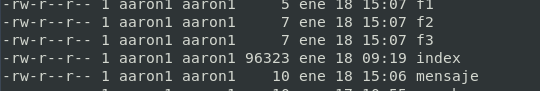 -rw-r--r-- 1 aaron1 aaron1     5 ene 18 15:07 f1
-rw-r--r-- 1 aaron1 aaron1     7 ene 18 15:07 f2
-rw-r--r-- 1 aaron1 aaron1     7 ene 18 15:07 f3
-rw-r--r-- 1 aaron1 aaron1 96323 ene 18 09:19 index
-rw-r--r-- 1 aaron1 aaron1    10 ene 18 15:06 mensaje